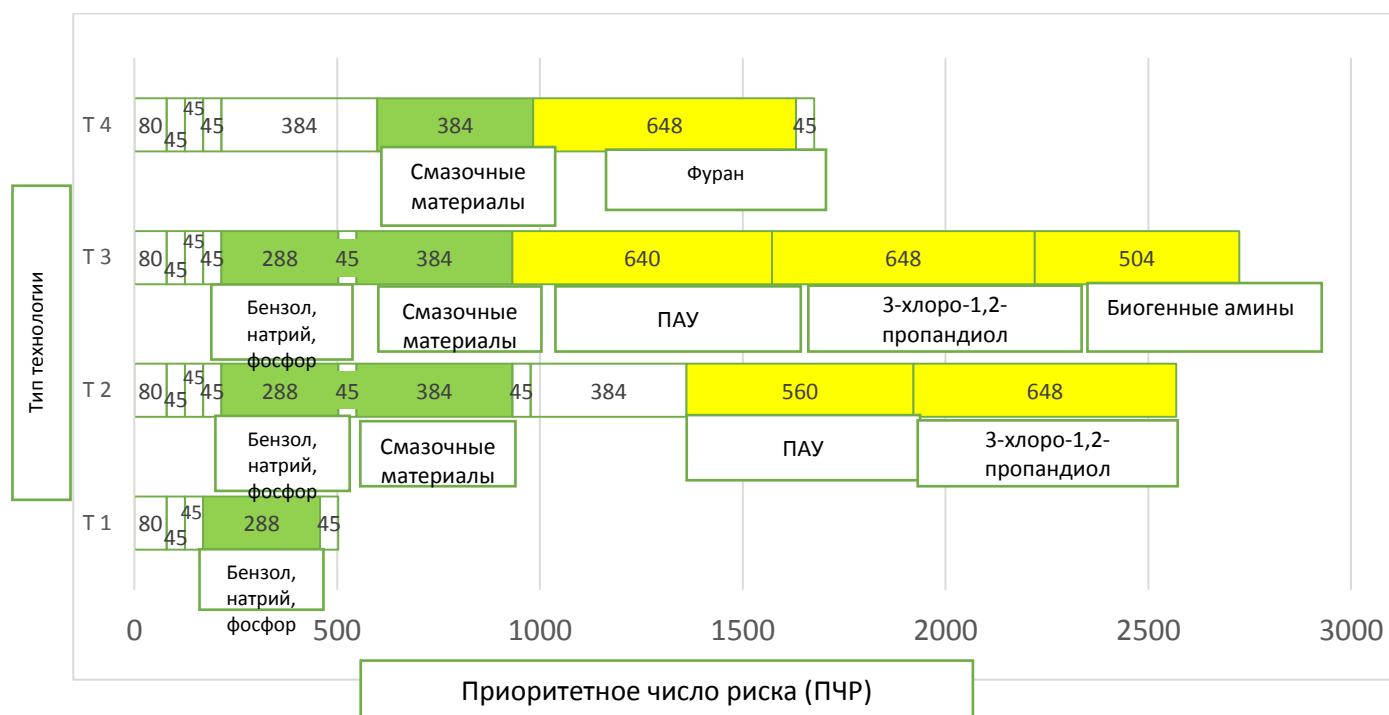 Т 4
80
45
45
45
384
384
648
45
Смазочные
материалы
Фуран
Тип технологии
Т 3
80
45
45
45
288
45
384
640
648
504
Бензол,
натрий,
фосфор
Смазочные
материалы
ПАУ
3-хлоро-1,2-
пропандиол
Биогенные амины
Т 2
80
45
45
45
288
45
384
45
384
560
648
Бензол,
натрий,
фосфор
Смазочные
материалы
ПАУ
3-хлоро-1,2-
пропандиол
Т 1
80
45
45
288
45
Бензол,
натрий,
фосфор
0
500
1000
1500
2000
2500
3000
Приоритетное число риска (ПЧР)